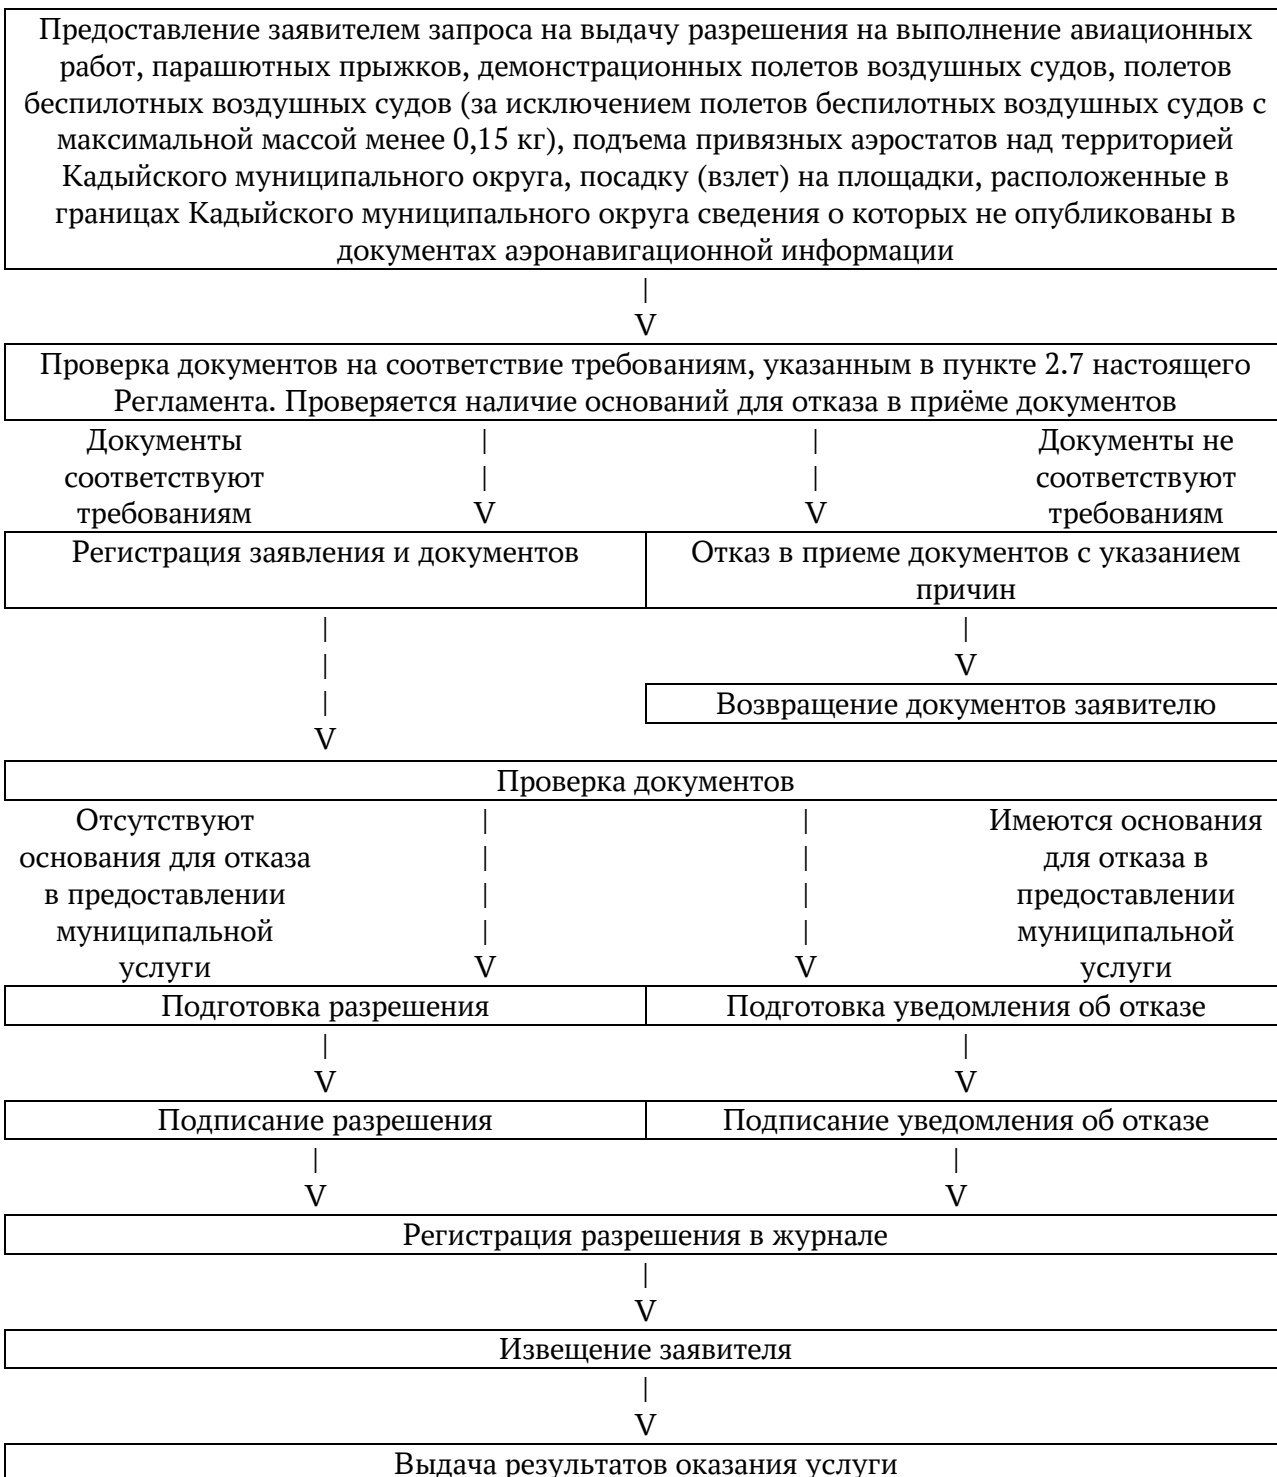 Предоставление заявителем запроса на выдачу разрешения на выполнение авиационных
работ, парашютных прыжков, демонстрационных полетов воздушных судов, полетов
беспилотных воздушных судов (за исключением полетов беспилотных воздушных судов с
максимальной массой менее 0,15 кг), подъема привязных аэростатов над территорией
Кадыйского муниципального округа, посадку (взлет) на площадки, расположенные в
границах Кадыйского муниципального округа сведения о которых не опубликованы в
документах аэронавигационной информации
|
V
Проверка документов на соответствие требованиям, указанным в пункте 2.7 настоящего
Регламента. Проверяется наличие оснований для отказа в приёме документов
Документы | | Документы не
соответствуют | | соответствуют
требованиям V V требованиям
Регистрация заявления и документов Отказ в приеме документов с указанием
причин
| |
| V
| Возвращение документов заявителю
V
Проверка документов
Отсутствуют | | Имеются основания
основания для отказа | | для отказа в
в предоставлении | | предоставлении
муниципальной | | муниципальной
услуги V V услуги
Подготовка разрешения Подготовка уведомления об отказе
| |
V V
Подписание разрешения Подписание уведомления об отказе
| |
V V
Регистрация разрешения в журнале
|
V
Извещение заявителя
|
V
Выдача результатов оказания услуги